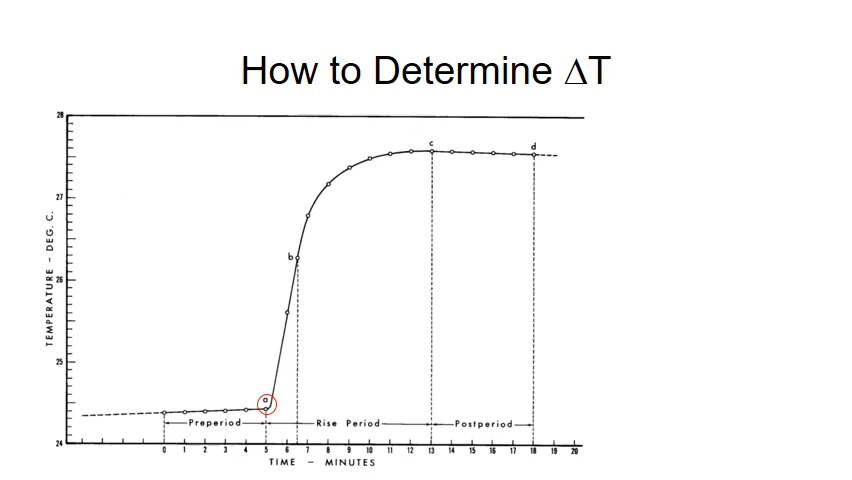 How to Determine ΔT
28
27
26
25
24
TEMPERATURE – DEG. C.
a
b
c
d
Preperiod
Rise Period
Postperiod
0 1 2 3 4 5 6 7 8 9 10 11 12 13 14 15 16 17 18 19 20
TIME – MINUTES